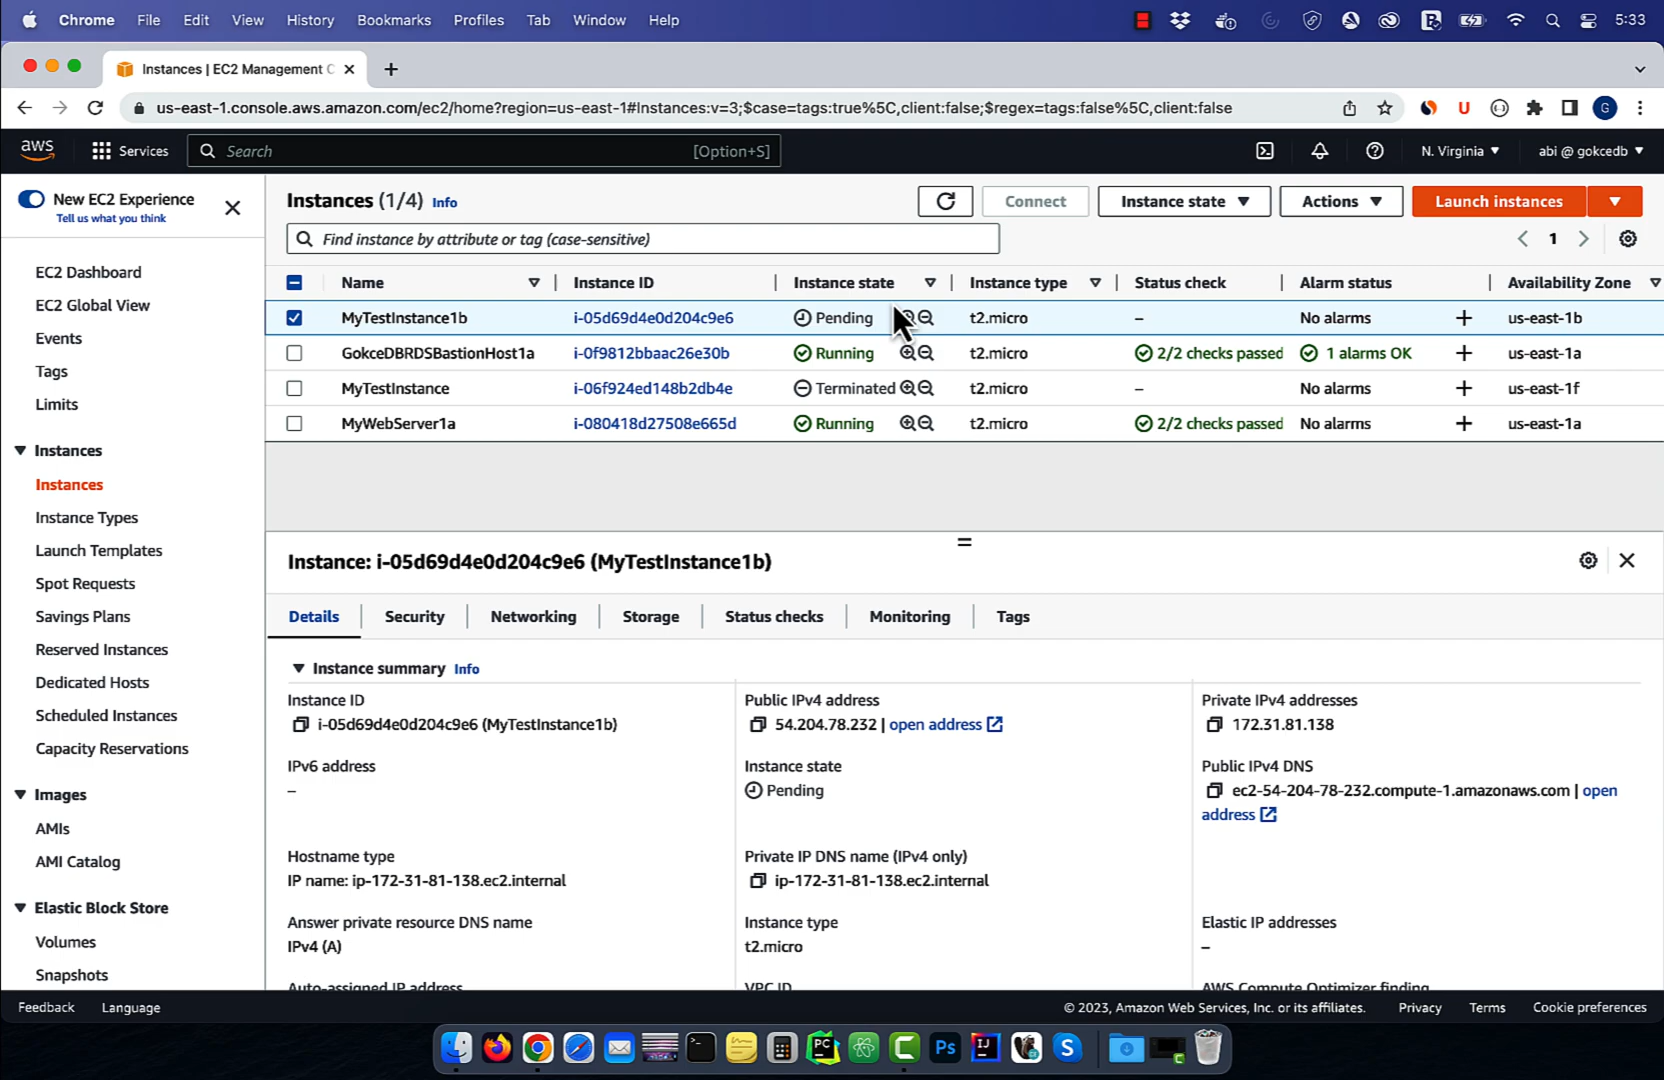 Chrome File Edit View History Bookmarks Profiles Tab Window Help 5:33
Instances | EC2 Management C
us-east-1.console.aws.amazon.com/ec2/home?region=us-east-1#Instances:v=3;$case=tags:true%5C,client:false;$regex=tags:false%5C,client:false U G
aws Services Search [Option+S] N. Virginia abi @ gokcedb
New EC2 Experience
Tell us what you think
EC2 Dashboard
EC2 Global View
Events
Tags
Limits
Instances
Instances
Instance Types
Launch Templates
Spot Requests
Savings Plans
Reserved Instances
Dedicated Hosts
Scheduled Instances
Capacity Reservations
Images
AMIs
AMI Catalog
Elastic Block Store
Volumes
Snapshots
Instances (1/4) Info Connect Instance state Actions Launch instances
Find instance by attribute or tag (case-sensitive) 1
Name Instance ID Instance state Instance type Status check Alarm status Availability Zone
MyTestInstance1b i-05d69d4e0d204c9e6 Pending t2.micro – No alarms + us-east-1b
GokceDBRDSBastionHost1a i-0f9812bbaac26e30b Running t2.micro 2/2 checks passed 1 alarms OK + us-east-1a
MyTestInstance i-06f924ed148b2db4e Terminated t2.micro – No alarms + us-east-1f
MyWebServer1a i-080418d27508e665d Running t2.micro 2/2 checks passed No alarms + us-east-1a
Instance: i-05d69d4e0d204c9e6 (MyTestInstance1b)
Details Security Networking Storage Status checks Monitoring Tags
Instance summary Info
Instance ID
i-05d69d4e0d204c9e6 (MyTestInstance1b)
Public IPv4 address
54.204.78.232 | open address
Private IPv4 addresses
172.31.81.138
IPv6 address
–
Instance state
Pending
Public IPv4 DNS
ec2-54-204-78-232.compute-1.amazonaws.com | open
address
Hostname type
IP name: ip-172-31-81-138.ec2.internal
Private IP DNS name (IPv4 only)
ip-172-31-81-138.ec2.internal
Answer private resource DNS name
IPv4 (A)
Instance type
t2.micro
Elastic IP addresses
–
Auto-assigned IP address VPC ID AWS Compute Optimizer finding
Feedback Language © 2023, Amazon Web Services, Inc. or its affiliates. Privacy Terms Cookie preferences
PC Ps IJ S